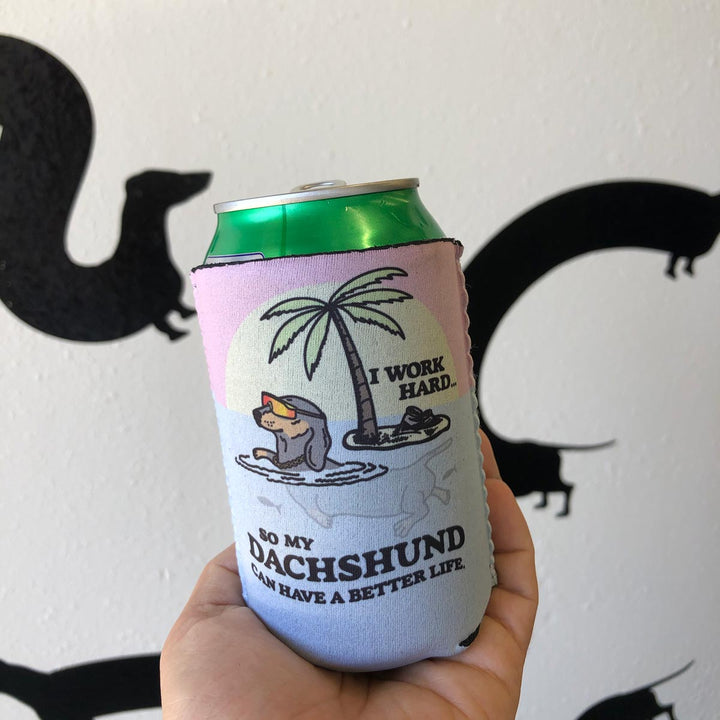 I WORK
HARD...
SO MY
DACHSHUND
CAN HAVE A BETTER LIFE.